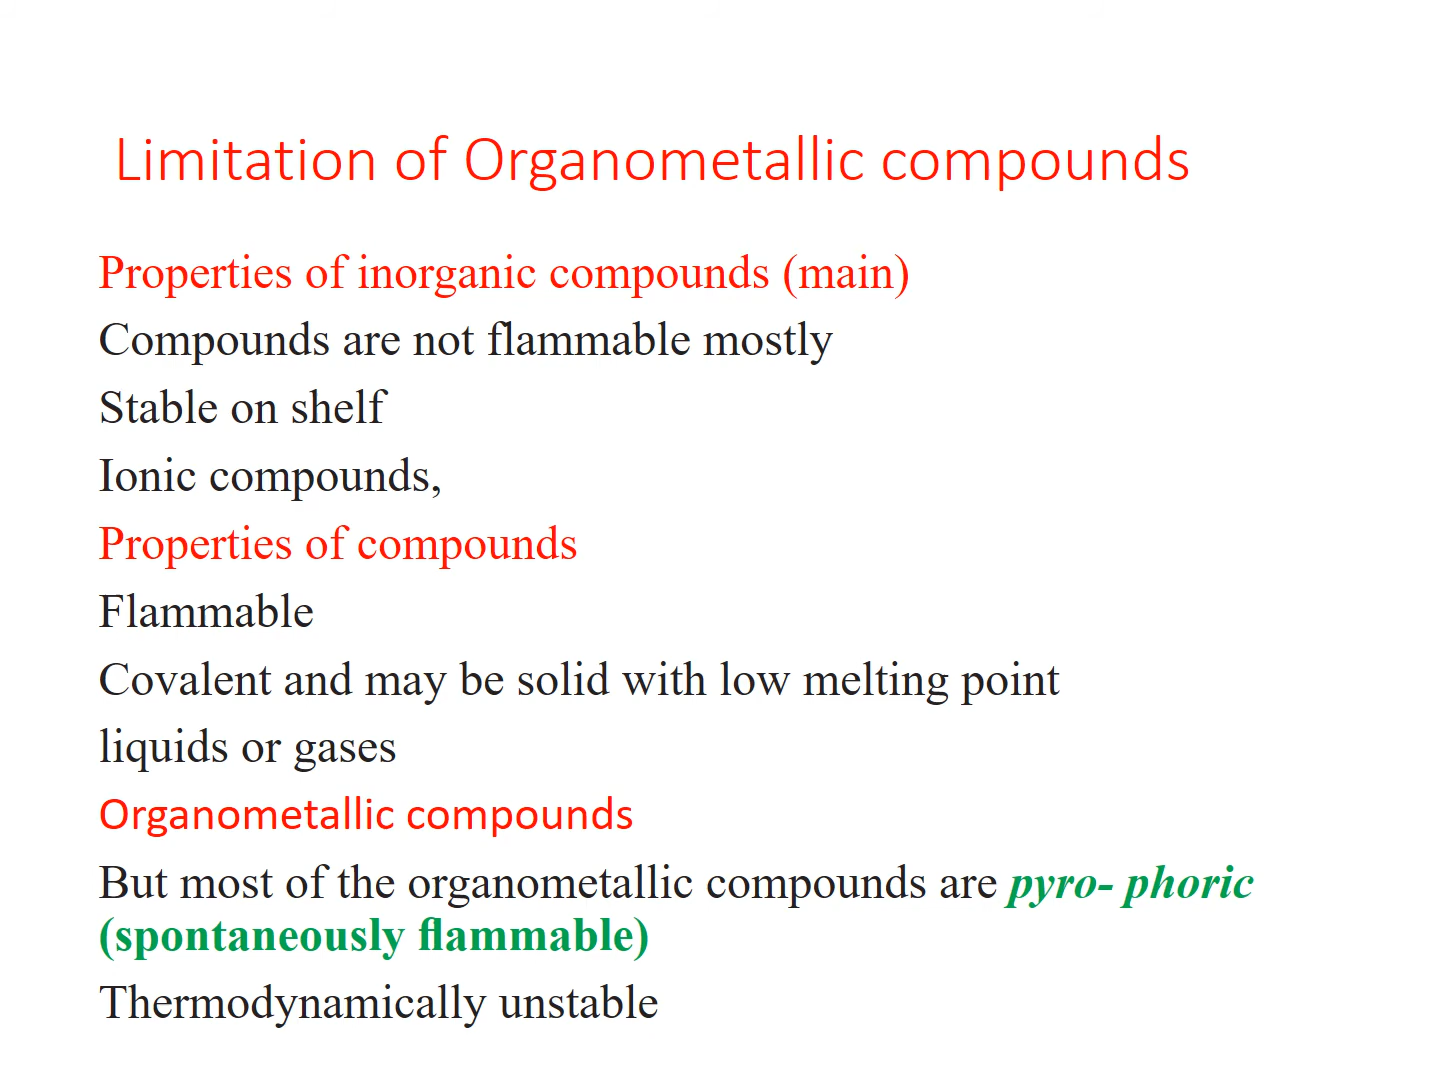 Limitation of Organometallic compounds
Properties of inorganic compounds (main)
Compounds are not flammable mostly
Stable on shelf
Ionic compounds,
Properties of compounds
Flammable
Covalent and may be solid with low melting point
liquids or gases
Organometallic compounds
But most of the organometallic compounds are pyro- phoric
(spontaneously flammable)
Thermodynamically unstable